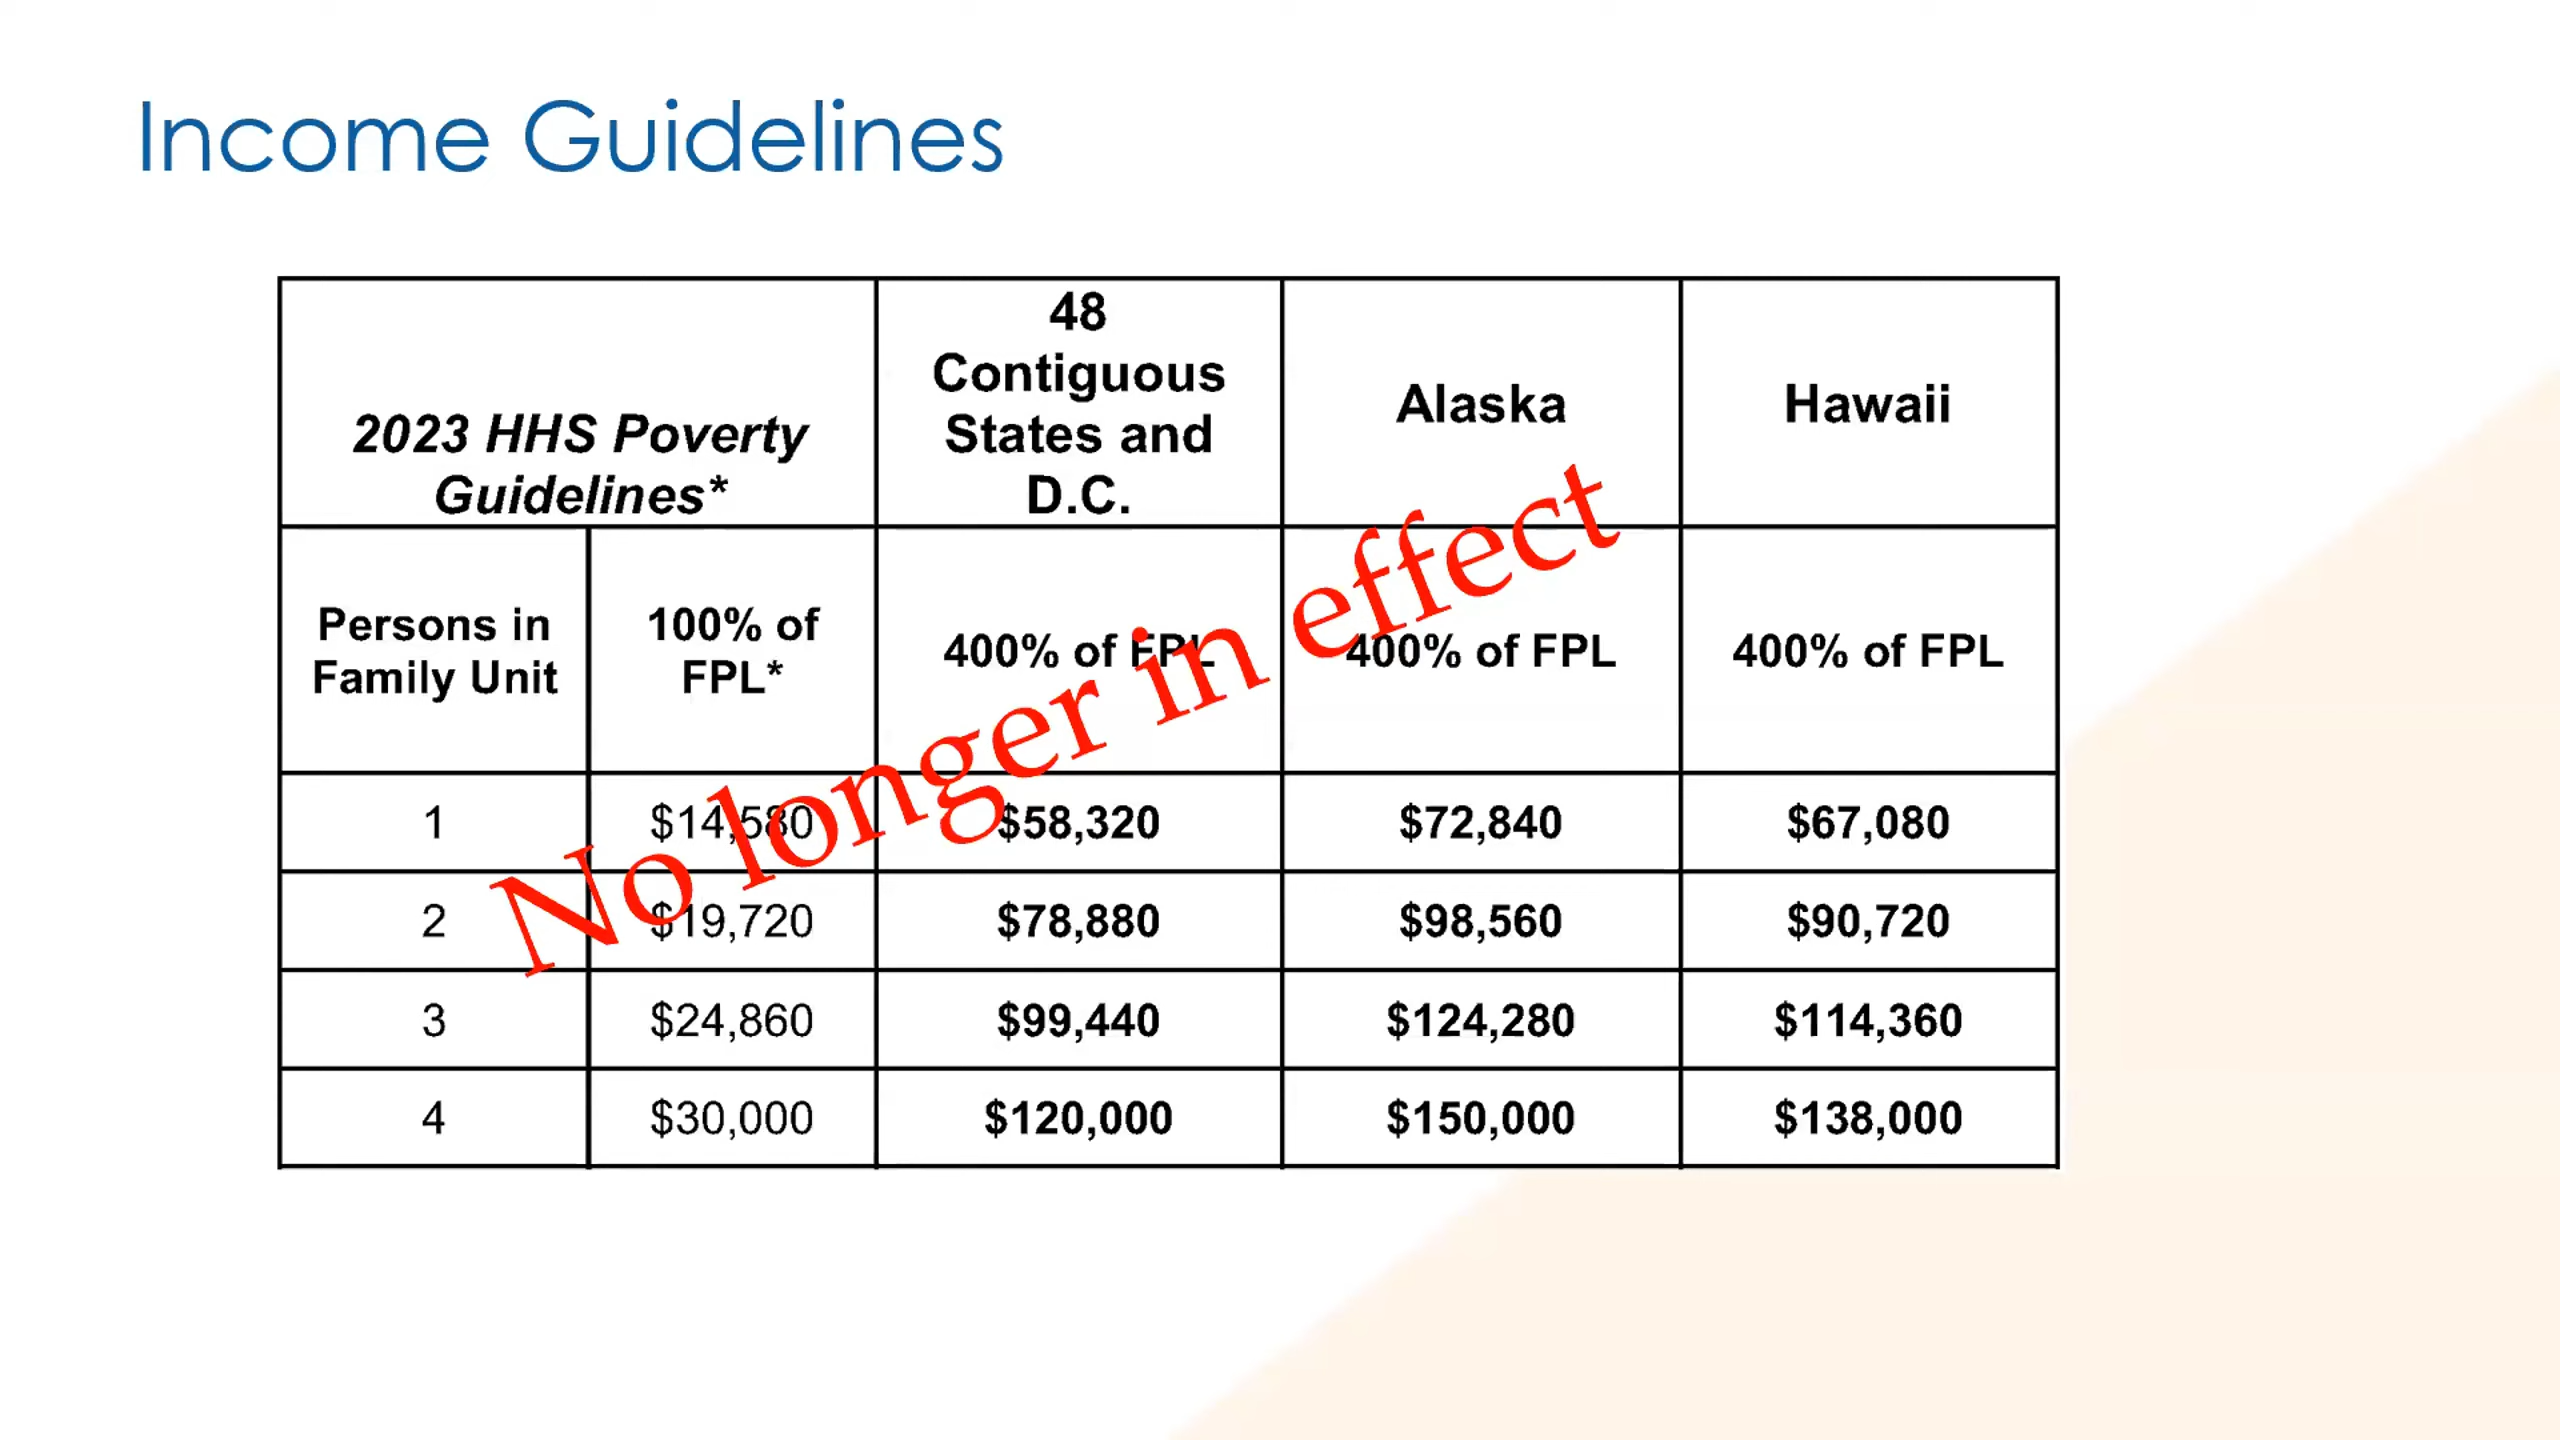 Income Guidelines
2023 HHS Poverty
Guidelines*
48
Contiguous
States and
D.C.
Alaska
Hawaii
Persons in
Family Unit
100% of
FPL*
400% of FPL
400% of FPL
400% of FPL
1
$14,580
$58,320
$72,840
$67,080
2
$19,720
$78,880
$98,560
$90,720
3
$24,860
$99,440
$124,280
$114,360
4
$30,000
$120,000
$150,000
$138,000
No longer in effect